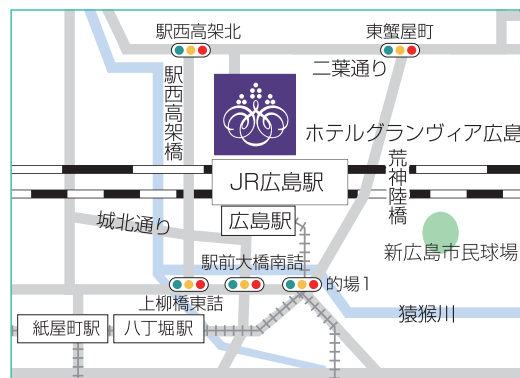 駅西高架北
東蟹屋町
二葉通り
駅西高架橋
ホテルグランヴィア広島
荒神陸橋
JR広島駅
広島駅
城北通り
新広島市民球場
駅前大橋南詰
的場1
上柳橋東詰
猿猴川
紙屋町駅
八丁堀駅